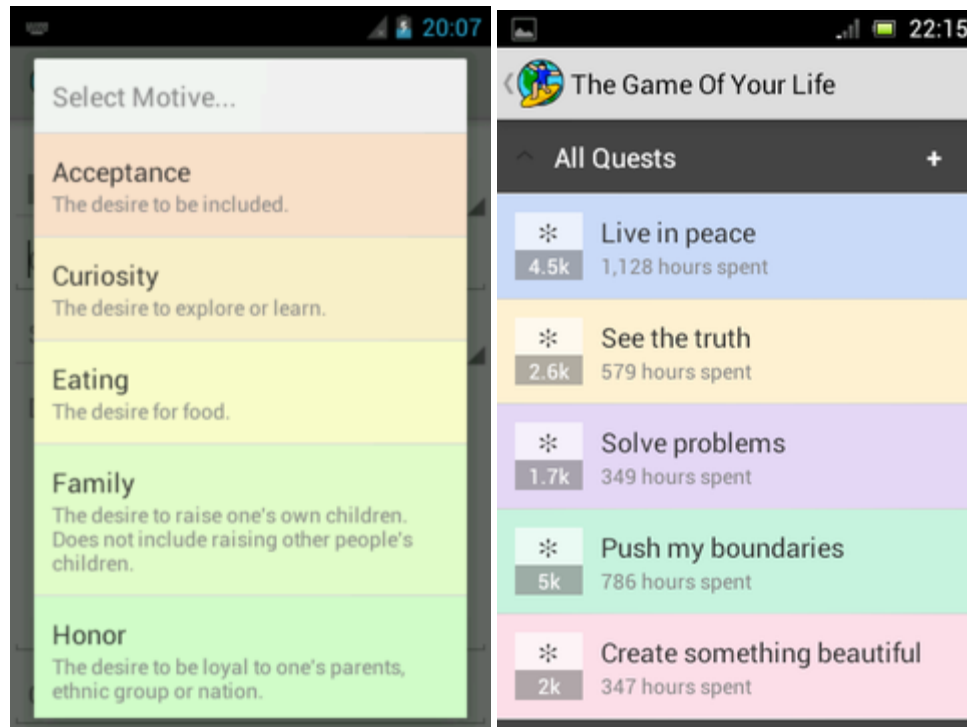 20:07
Select Motive...
Acceptance
The desire to be included.
Curiosity
The desire to explore or learn.
Eating
The desire for food.
Family
The desire to raise one's own children.
Does not include raising other people's
children.
Honor
The desire to be loyal to one's parents,
ethnic group or nation.
22:15
The Game Of Your Life
All Quests +
Live in peace
4.5k 1,128 hours spent
See the truth
2.6k 579 hours spent
Solve problems
1.7k 349 hours spent
Push my boundaries
5k 786 hours spent
Create something beautiful
2k 347 hours spent